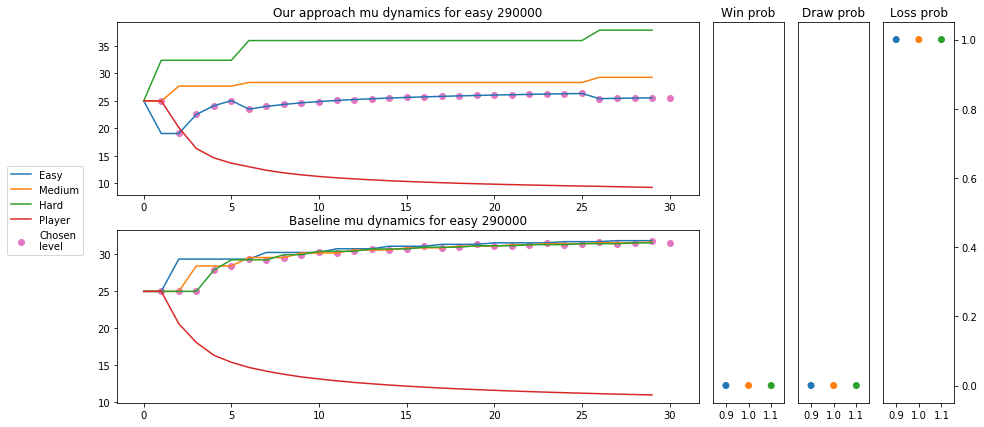 Our approach mu dynamics for easy 290000
Win prob
Draw prob
Loss prob
35
30
25
20
15
10
0
5
10
15
20
25
30
Easy
Medium
Hard
Player
Chosen
level
Baseline mu dynamics for easy 290000
30
25
20
15
10
0
5
10
15
20
25
30
0.9 1.0 1.1
0.9 1.0 1.1
0.9 1.0 1.1
1.0
0.8
0.6
0.4
0.2
0.0